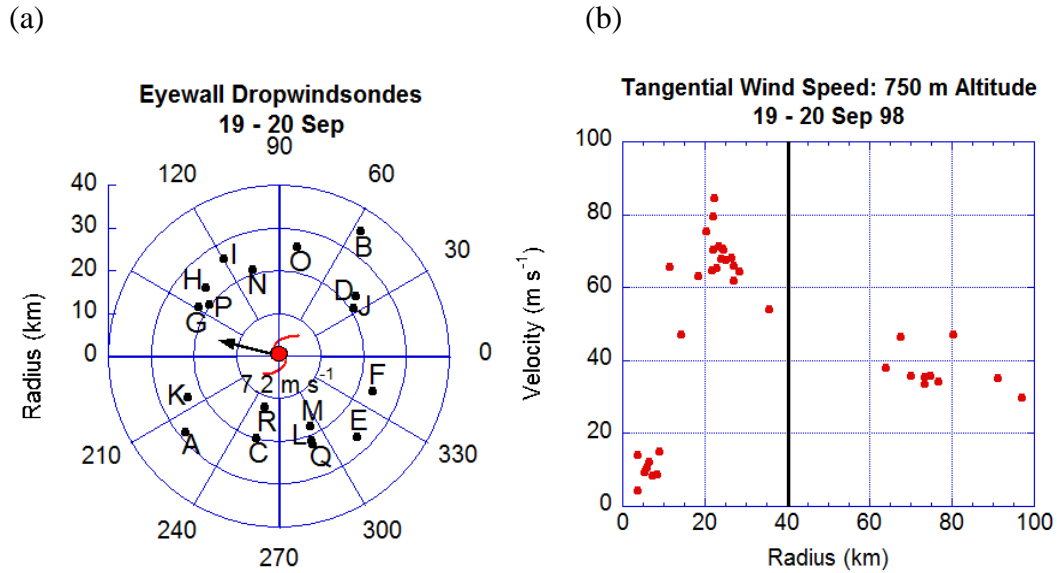 (a)
Eyewall Dropwindsondes
19 - 20 Sep
90
120
60
40
B
I
O
30
30
H
N
20
D
P
J
G
10
0
0
Radius (km)
7.2 m s-1
F
K
R
M
A
C
L
E
Q
210
330
240
300
270
(b)
Tangential Wind Speed: 750 m Altitude
19 - 20 Sep 98
100
80
60
40
20
0
Velocity (m s-1)
0 20 40 60 80 100
Radius (km)